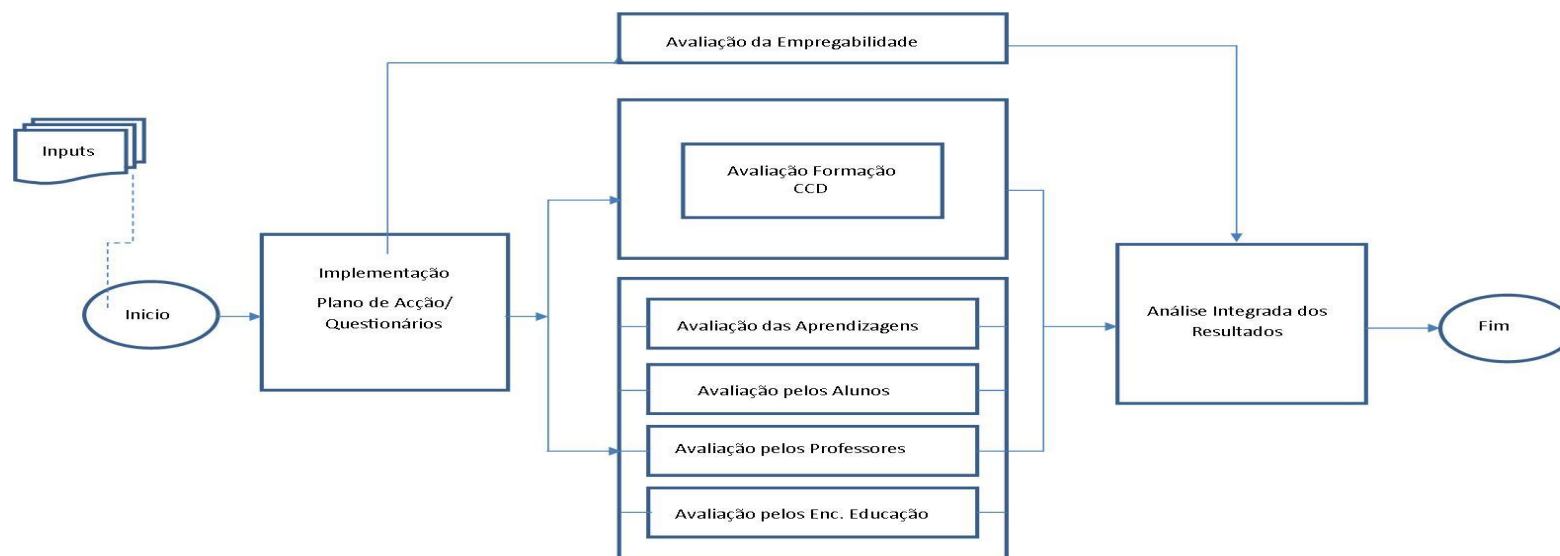 Avaliação da Empregabilidade
Inputs
Avaliação Formação
CCD
Implementação
Plano de Acção/
Questionários
Inicio
Avaliação das Aprendizagens
Avaliação pelos Alunos
Avaliação pelos Professores
Avaliação pelos Enc. Educação
Análise Integrada dos
Resultados
Fim